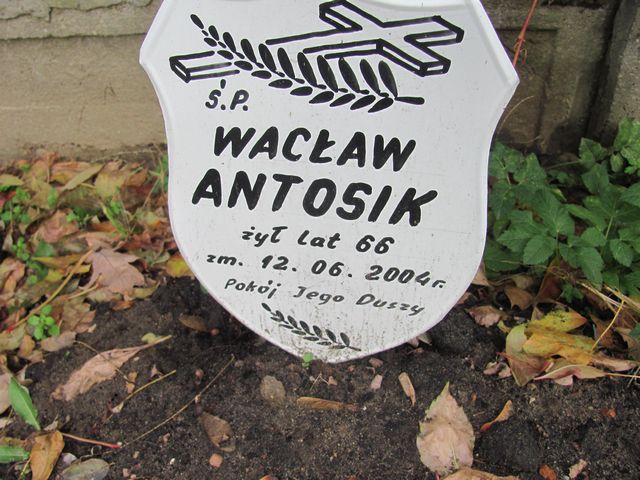 Ś.P.
WACŁAW
ANTOSIK
żył lat 66
zm. 12. 06. 2004r.
Pokój Jego Duszy